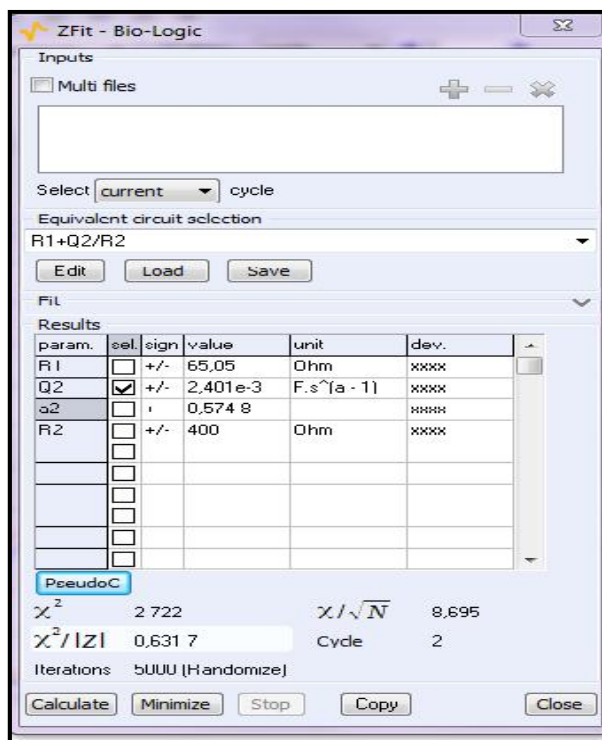 ZFit - Bio-Logic
Inputs
Multi files
Select current cycle
Equivalent circuit selection
R1+Q2/R2
Edit Load Save
Fit
Results
param. sel. sign value unit dev.
R1 +/- 65,05 Ohm xxxx
Q2 +/- 2,401e-3 F.s^(a - 1) xxxx
a2 0,574 8 xxxx
R2 +/- 400 Ohm xxxx
PseudoC
χ² 2 722 χ/√N 8,695
χ²/|Z| 0,631 7 Cycle 2
Iterations 5000 (Randomize)
Calculate Minimize Stop Copy Close